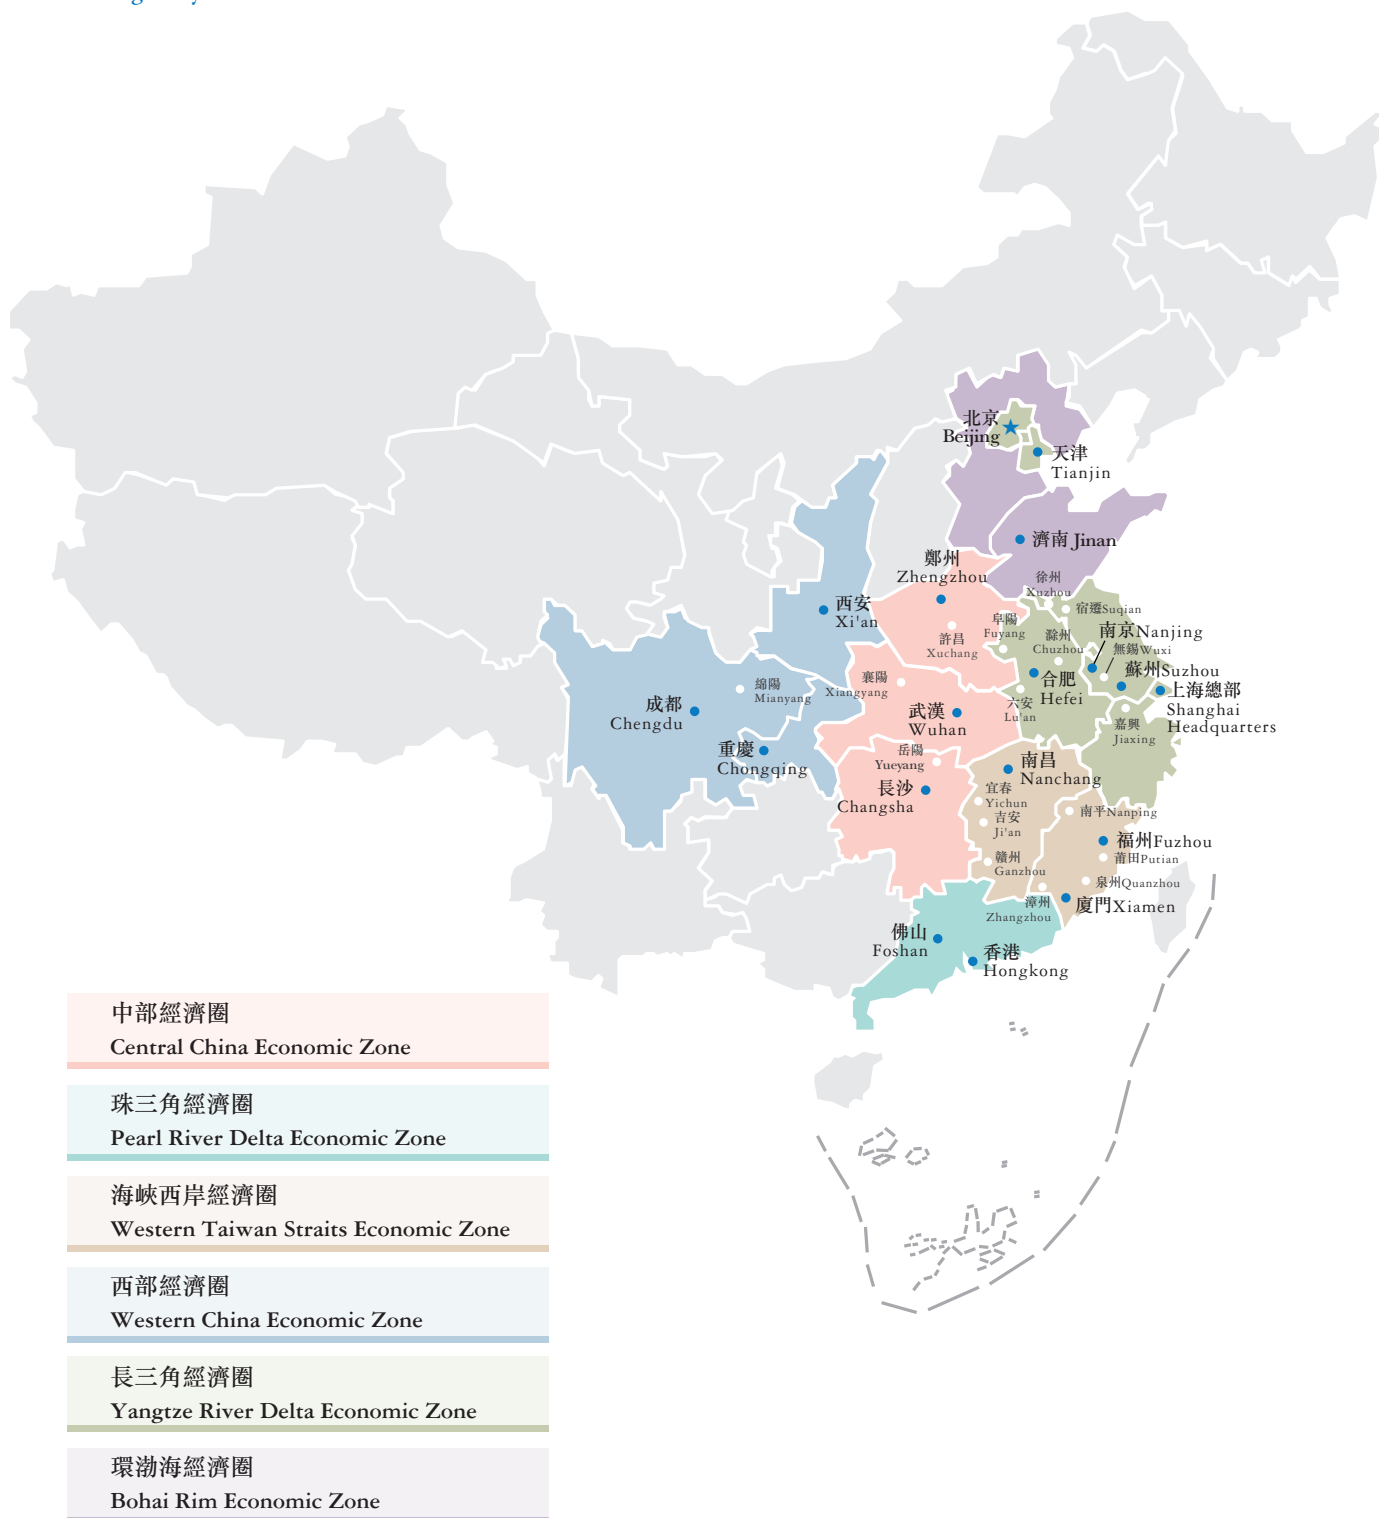 北京
Beijing
天津
Tianjin
濟南 Jinan
鄭州
Zhengzhou
徐州
Xuzhou
宿遷Suqian
西安
Xi'an
阜陽
Fuyang
滁州
Chuzhou
南京Nanjing
無錫Wuxi
許昌
Xuchang
蘇州Suzhou
襄陽
Xiangyang
合肥
Hefei
上海總部
Shanghai
Headquarters
綿陽
Mianyang
成都
Chengdu
六安
Lu'an
武漢
Wuhan
嘉興
Jiaxing
重慶
Chongqing
岳陽
Yueyang
南昌
Nanchang
長沙
Changsha
宜春
Yichun
吉安
Ji'an
南平Nanping
福州Fuzhou
莆田Putian
贛州
Ganzhou
泉州Quanzhou
漳州
Zhangzhou
廈門Xiamen
佛山
Foshan
香港
Hongkong
中部經濟圈
Central China Economic Zone
珠三角經濟圈
Pearl River Delta Economic Zone
海峽西岸經濟圈
Western Taiwan Straits Economic Zone
西部經濟圈
Western China Economic Zone
長三角經濟圈
Yangtze River Delta Economic Zone
環渤海經濟圈
Bohai Rim Economic Zone